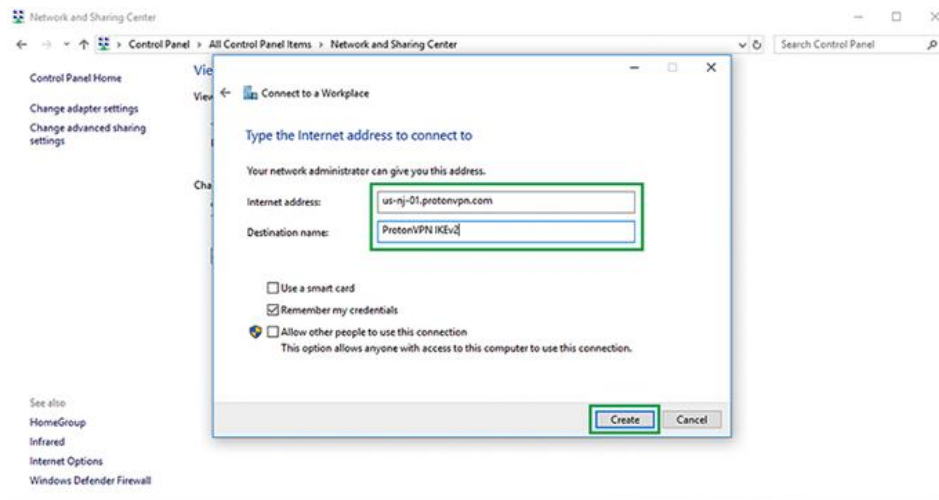 Network and Sharing Center
Control Panel > All Control Panel Items > Network and Sharing Center
Search Control Panel
Control Panel Home
Change adapter settings
Change advanced sharing
settings
Vie
View
Cha
Connect to a Workplace
Type the Internet address to connect to
Your network administrator can give you this address.
Internet address: us-nj-01.protonvpn.com
Destination name: ProtonVPN IKEv2
Use a smart card
Remember my credentials
Allow other people to use this connection
This option allows anyone with access to this computer to use this connection.
Create Cancel
See also
HomeGroup
Infrared
Internet Options
Windows Defender Firewall